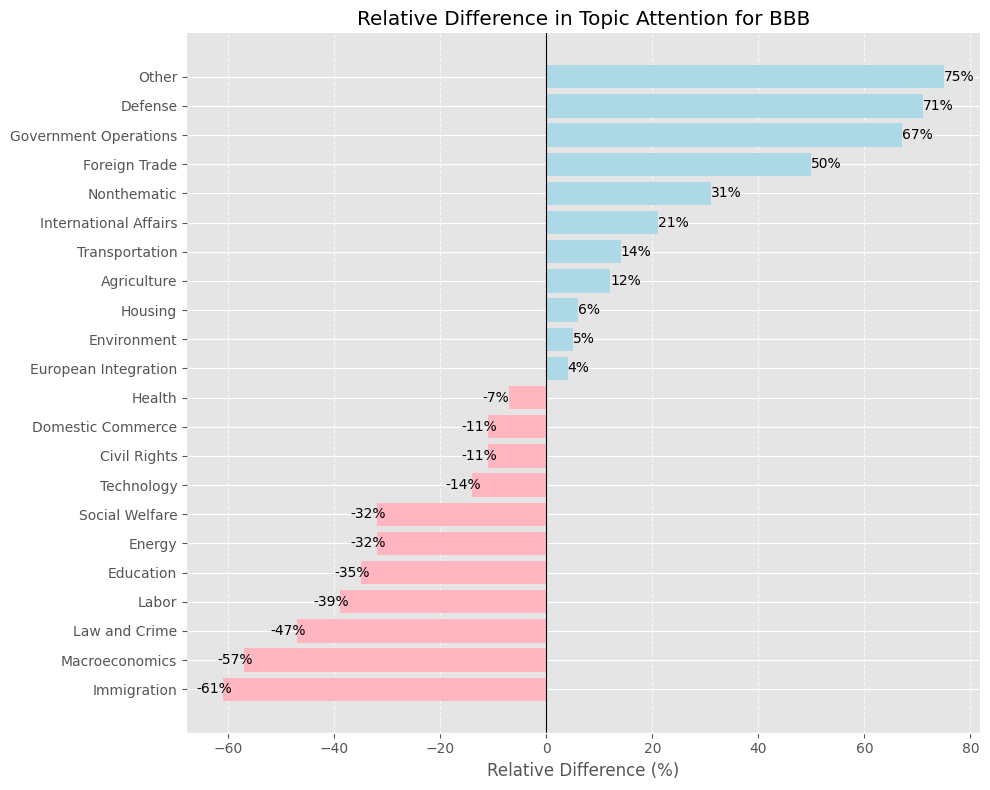 Relative Difference in Topic Attention for BBB
Other 75%
Defense 71%
Government Operations 67%
Foreign Trade 50%
Nonthematic 31%
International Affairs 21%
Transportation 14%
Agriculture 12%
Housing 6%
Environment 5%
European Integration 4%
Health -7%
Domestic Commerce -11%
Civil Rights -11%
Technology -14%
Social Welfare -32%
Energy -32%
Education -35%
Labor -39%
Law and Crime -47%
Macroeconomics -57%
Immigration -61%
−60 −40 −20 0 20 40 60 80
Relative Difference (%)